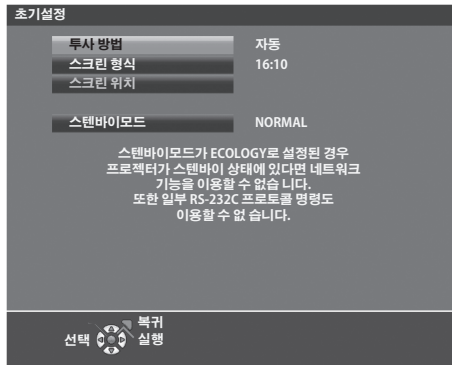 초기설정
투사 방법 자동
스크린 형식 16:10
스크린 위치
스텐바이모드 NORMAL
스텐바이모드가 ECOLOGY로 설정된 경우
프로젝터가 스텐바이 상태에 있다면 네트워크
기능을 이용할 수 없습 니다.
또한 일부 RS-232C 프로토콜 명령도
이용할 수 없 습니다.
복귀
선택 실행